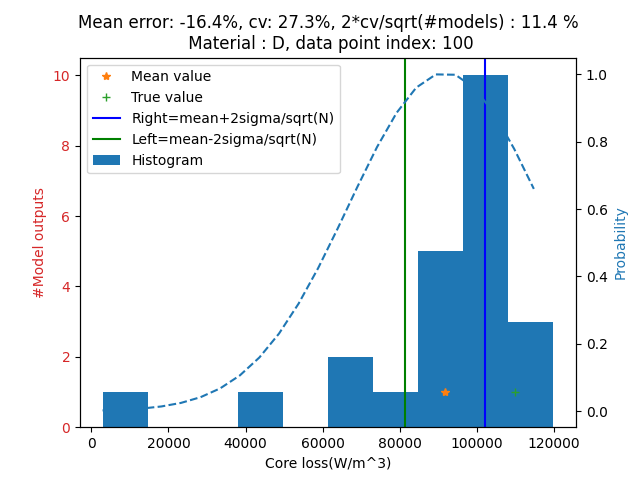 Mean error: -16.4%, cv: 27.3%, 2*cv/sqrt(#models) : 11.4 %
Material : D, data point index: 100
Mean value
True value
Right=mean+2sigma/sqrt(N)
Left=mean-2sigma/sqrt(N)
Histogram
#Model outputs
10
8
6
4
2
0
1.0
0.8
0.6
0.4
0.2
0.0
Probability
0
20000
40000
60000
80000
100000
120000
Core loss(W/m^3)